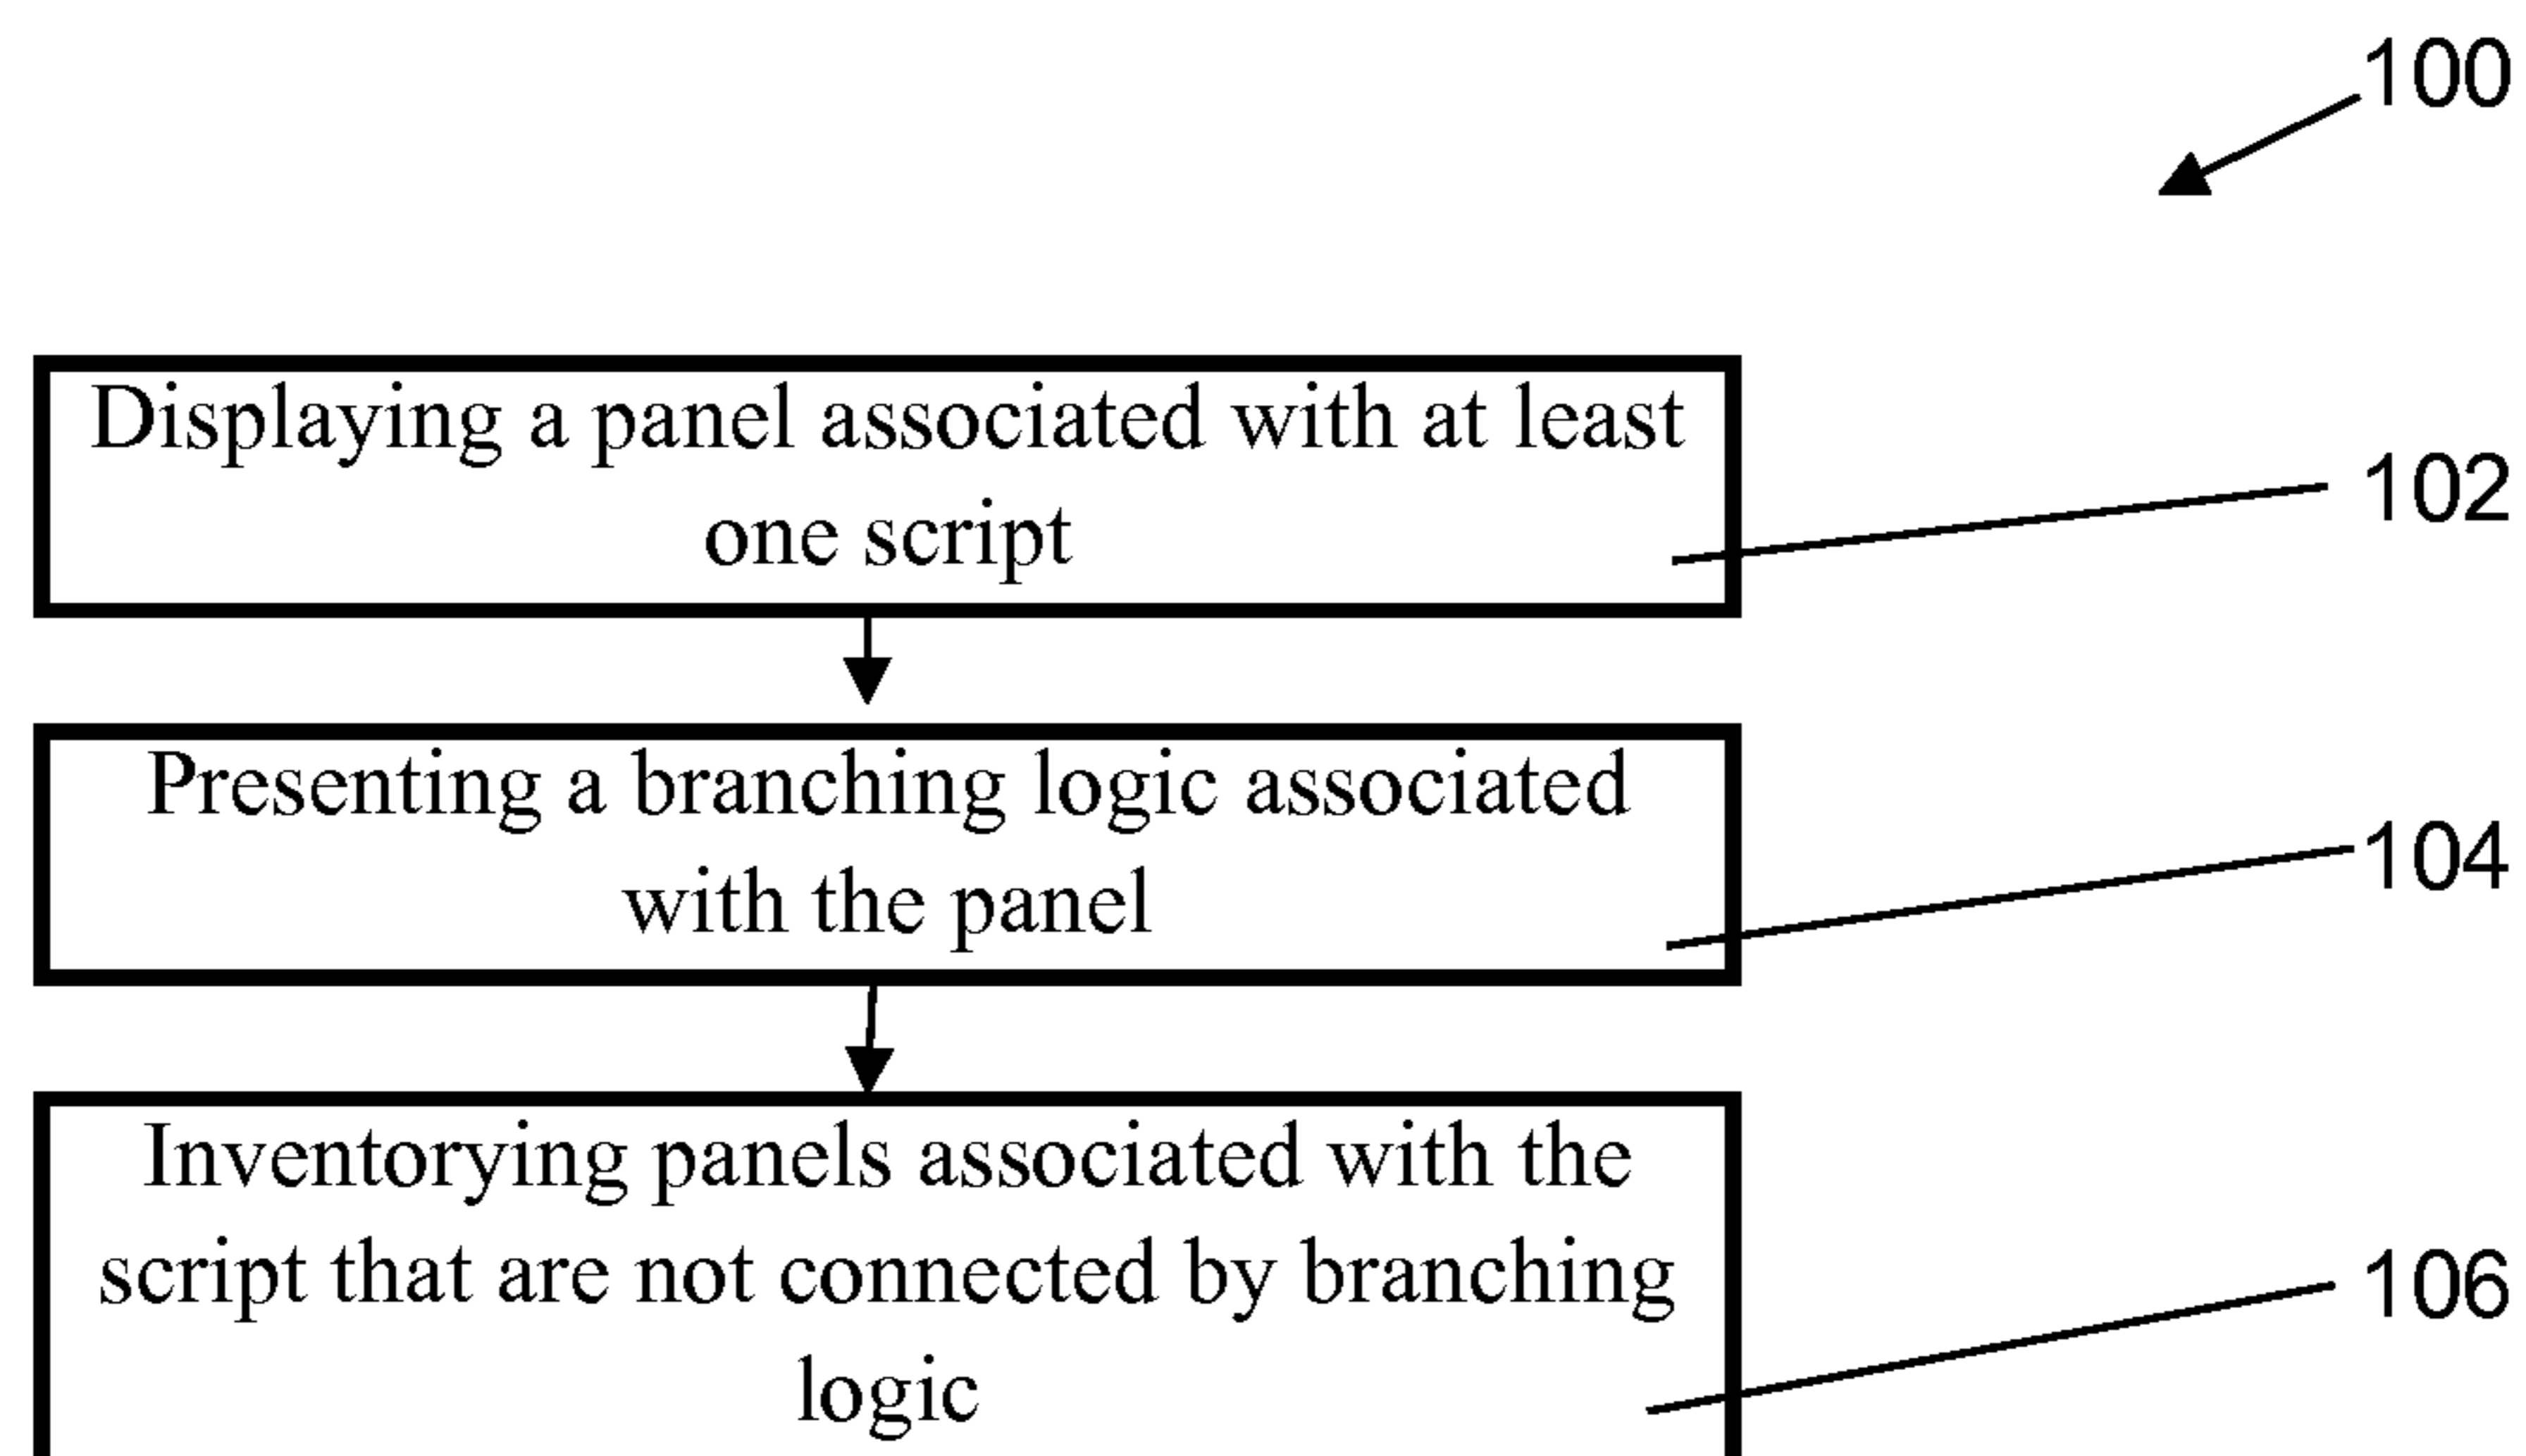 100
Displaying a panel associated with at least
one script
102
Presenting a branching logic associated
with the panel
104
Inventorying panels associated with the
script that are not connected by branching
logic
106